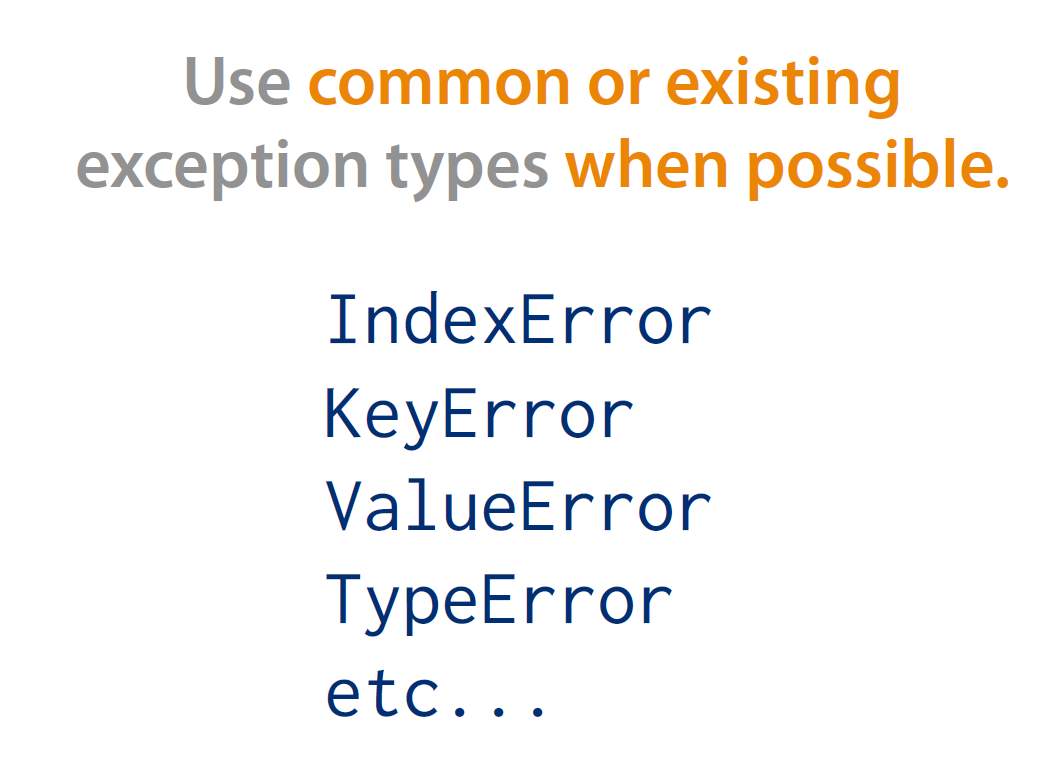 Use common or existing
exception types when possible.
IndexError
KeyError
ValueError
TypeError
etc...